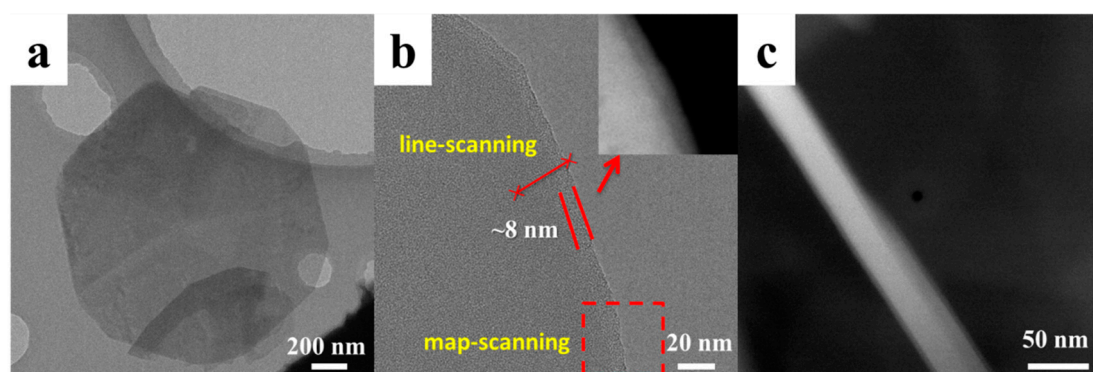 a
200 nm
b
line-scanning
~8 nm
map-scanning
20 nm
c
50 nm